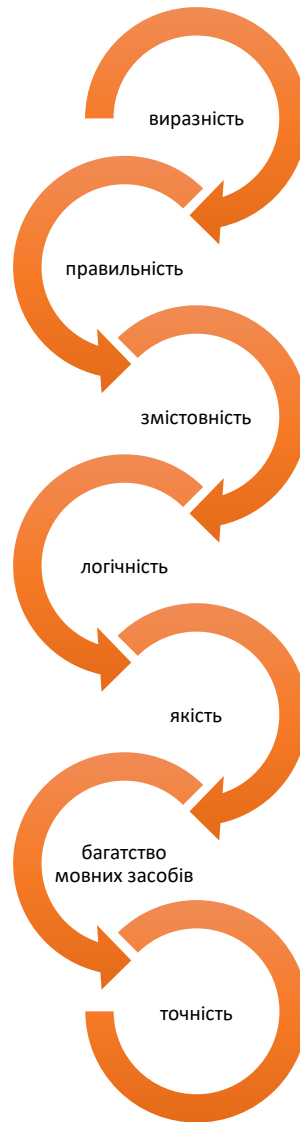 виразність
правильність
змістовність
логічність
якість
багатство
мовних засобів
точність